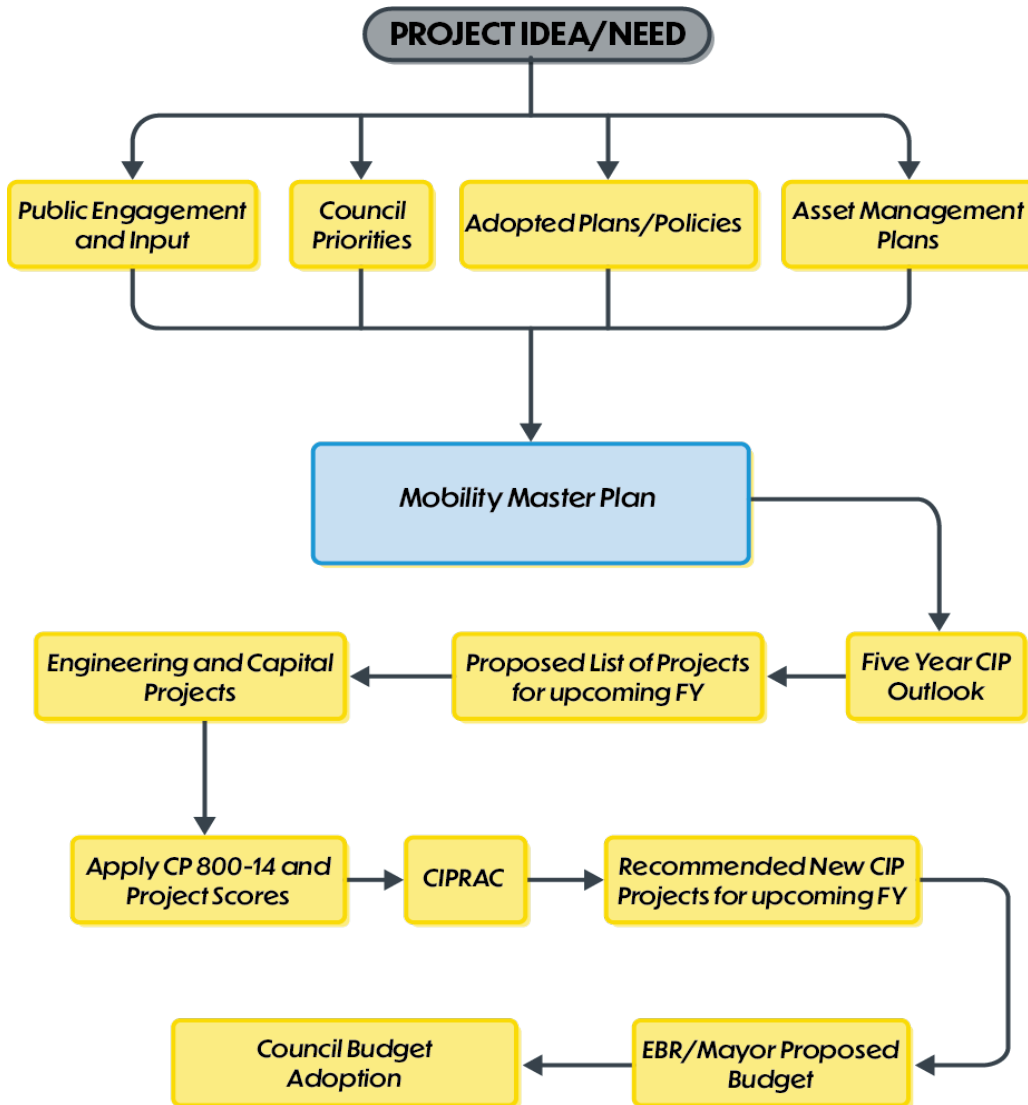 PROJECT IDEA/NEED
Public Engagement
and Input
Council
Priorities
Adopted Plans/Policies
Asset Management
Plans
Mobility Master Plan
Engineering and Capital
Projects
Proposed List of Projects
for upcoming FY
Five Year CIP
Outlook
Apply CP 800-14 and
Project Scores
CIPRAC
Recommended New CIP
Projects for upcoming FY
Council Budget
Adoption
EBR/Mayor Proposed
Budget